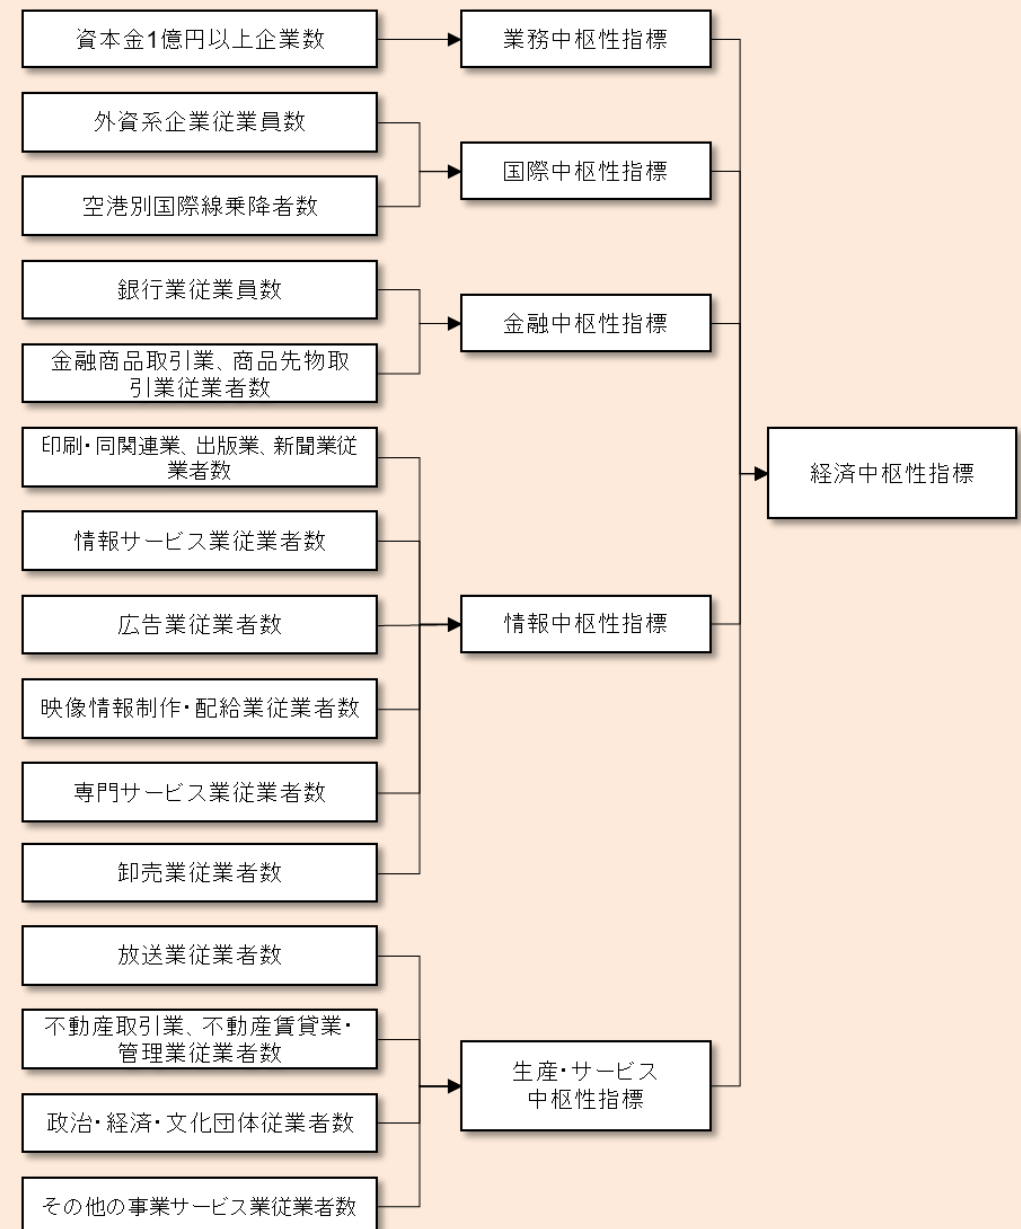 資本金1億円以上企業数
業務中枢性指標
外資系企業従業員数
国際中枢性指標
空港別国際線乗降者数
銀行業従業員数
金融中枢性指標
金融商品取引業、商品先物取
引業従業者数
印刷・同関連業、出版業、新聞業従
業者数
経済中枢性指標
情報サービス業従業者数
広告業従業者数
情報中枢性指標
映像情報制作・配給業従業者数
専門サービス業従業者数
卸売業従業者数
放送業従業者数
不動産取引業、不動産賃貸業・
管理業従業者数
生産・サービス
中枢性指標
政治・経済・文化団体従業者数
その他の事業サービス業従業者数